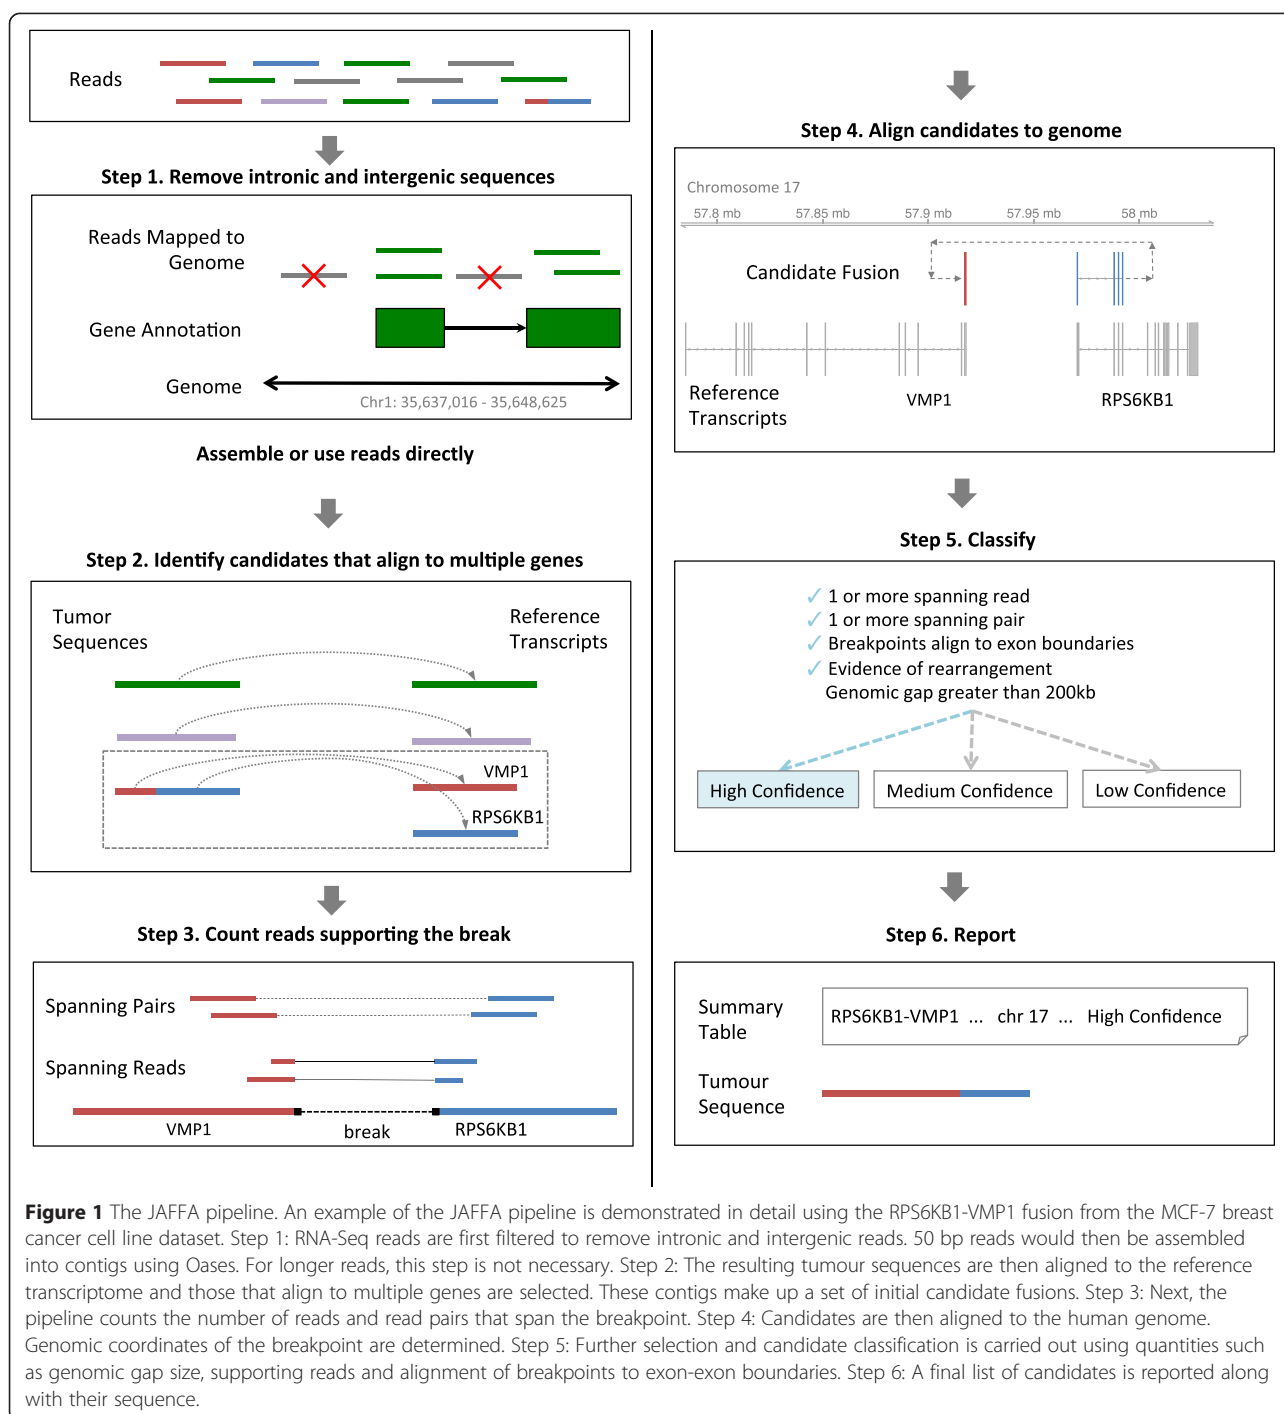 Reads
Step 1. Remove intronic and intergenic sequences
Reads Mapped to
Genome
Gene Annotation
Genome
Chr1: 35,637,016 - 35,648,625
Assemble or use reads directly
Step 2. Identify candidates that align to multiple genes
Tumor
Sequences
Reference
Transcripts
VMP1
RPS6KB1
Step 3. Count reads supporting the break
Spanning Pairs
Spanning Reads
VMP1
break
RPS6KB1
Step 4. Align candidates to genome
Chromosome 17
57.8 mb 57.85 mb 57.9 mb 57.95 mb 58 mb
Candidate Fusion
Reference
Transcripts
VMP1
RPS6KB1
Step 5. Classify
✓ 1 or more spanning read
✓ 1 or more spanning pair
✓ Breakpoints align to exon boundaries
✓ Evidence of rearrangement
Genomic gap greater than 200kb
High Confidence
Medium Confidence
Low Confidence
Step 6. Report
Summary
Table
RPS6KB1-VMP1 ... chr 17 ... High Confidence
Tumour
Sequence
Figure 1 The JAFFA pipeline. An example of the JAFFA pipeline is demonstrated in detail using the RPS6KB1-VMP1 fusion from the MCF-7 breast
cancer cell line dataset. Step 1: RNA-Seq reads are first filtered to remove intronic and intergenic reads. 50 bp reads would then be assembled
into contigs using Oases. For longer reads, this step is not necessary. Step 2: The resulting tumour sequences are then aligned to the reference
transcriptome and those that align to multiple genes are selected. These contigs make up a set of initial candidate fusions. Step 3: Next, the
pipeline counts the number of reads and read pairs that span the breakpoint. Step 4: Candidates are then aligned to the human genome.
Genomic coordinates of the breakpoint are determined. Step 5: Further selection and candidate classification is carried out using quantities such
as genomic gap size, supporting reads and alignment of breakpoints to exon-exon boundaries. Step 6: A final list of candidates is reported along
with their sequence.